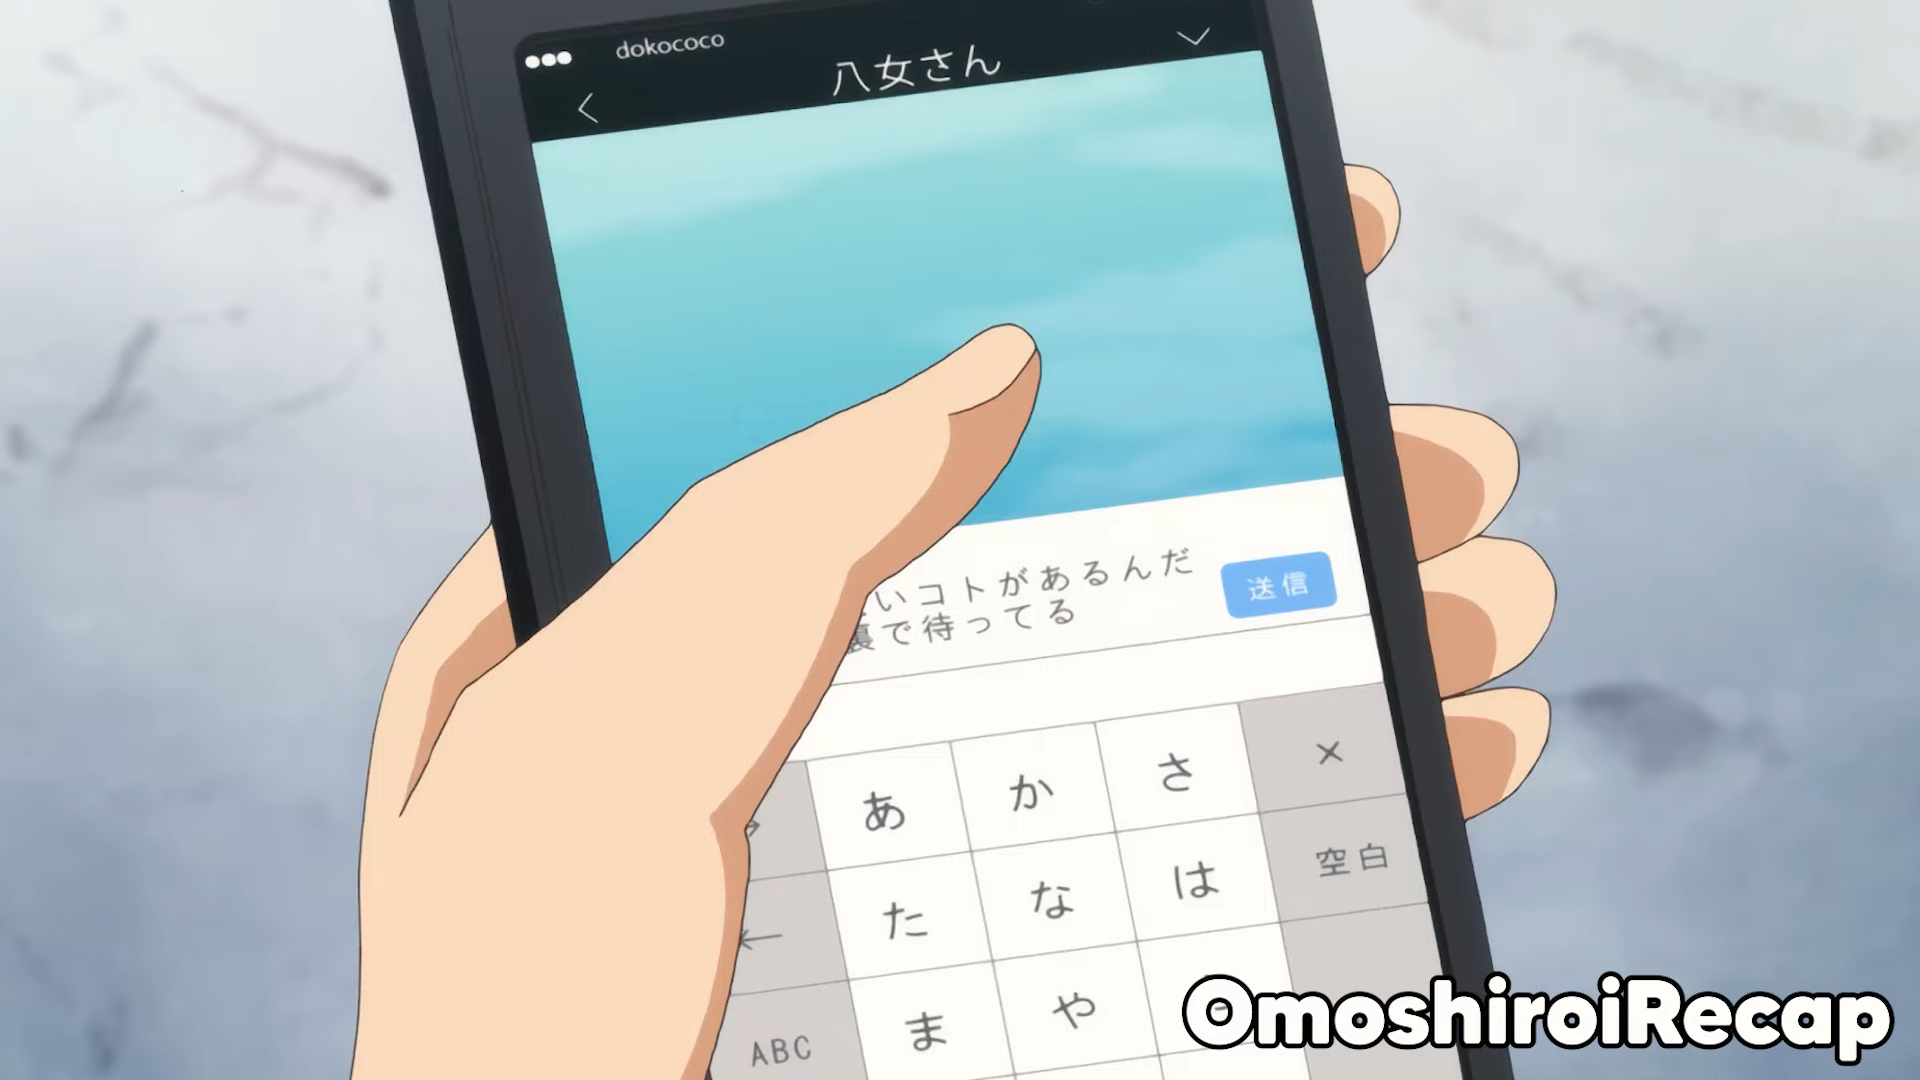 dokococo
八女さん
いコトがあるんだ
裏で待ってる
送信
あ か さ ×
た な は 空白
ABC ま や
OmoshiroiRecap